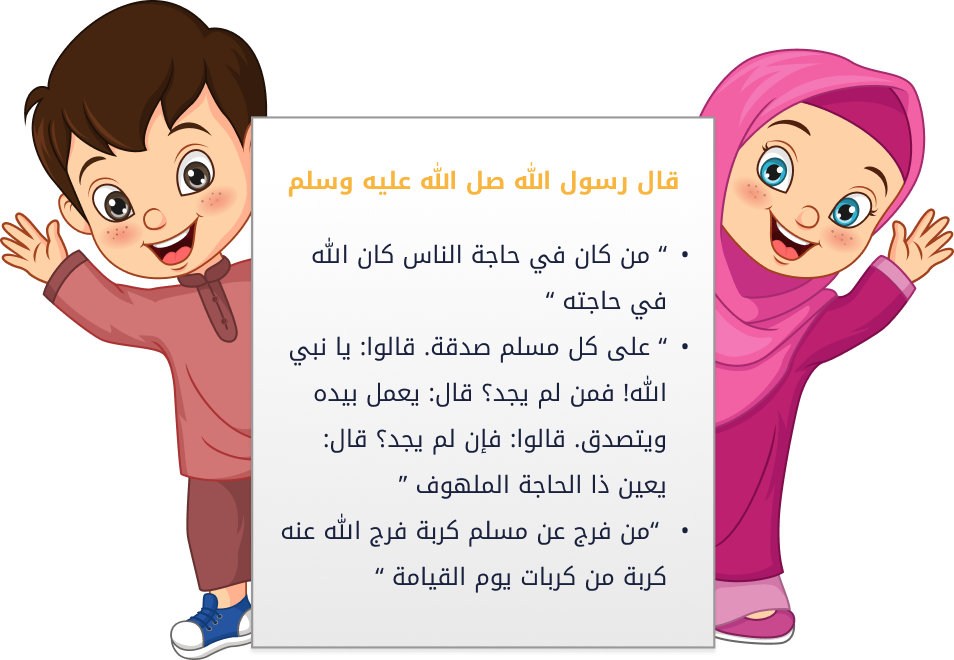 قال رسول الله صل الله عليه وسلم
• “ من كان في حاجة الناس كان الله
في حاجته “
• “ على كل مسلم صدقة. قالوا: يا نبي
الله! فمن لم يجد؟ قال: يعمل بيده
ويتصدق. قالوا: فإن لم يجد؟ قال:
يعين ذا الحاجة الملهوف ”
• “من فرج عن مسلم كربة فرج الله عنه
كربة من كربات يوم القيامة “